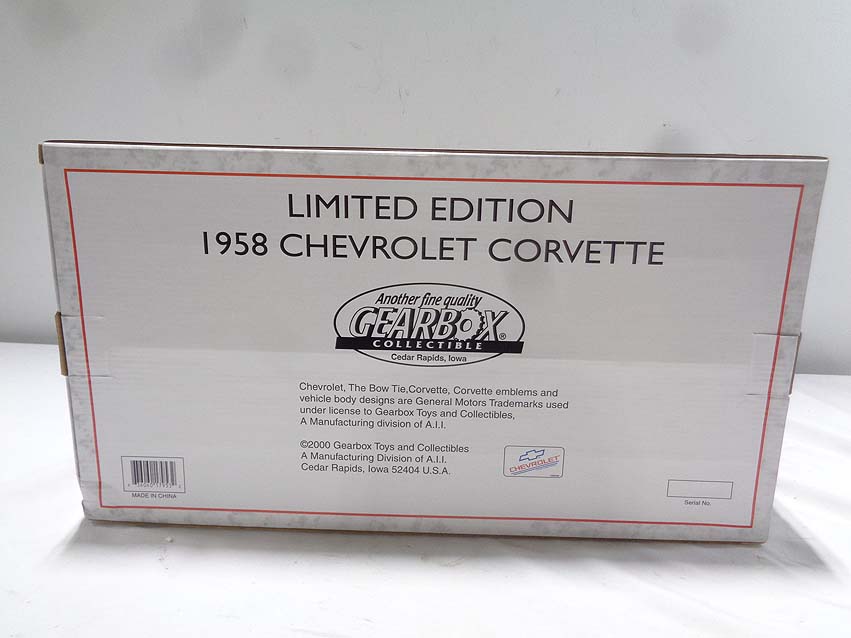 LIMITED EDITION
1958 CHEVROLET CORVETTE
Another fine quality
GEARBOX®
COLLECTIBLE
Cedar Rapids, Iowa
Chevrolet, The Bow Tie,Corvette, Corvette emblems and
vehicle body designs are General Motors Trademarks used
under license to Gearbox Toys and Collectibles,
A Manufacturing division of A.I.I.
©2000 Gearbox Toys and Collectibles
A Manufacturing Division of A.I.I.
Cedar Rapids, Iowa 52404 U.S.A.
CHEVROLET
MADE IN CHINA
Serial No.